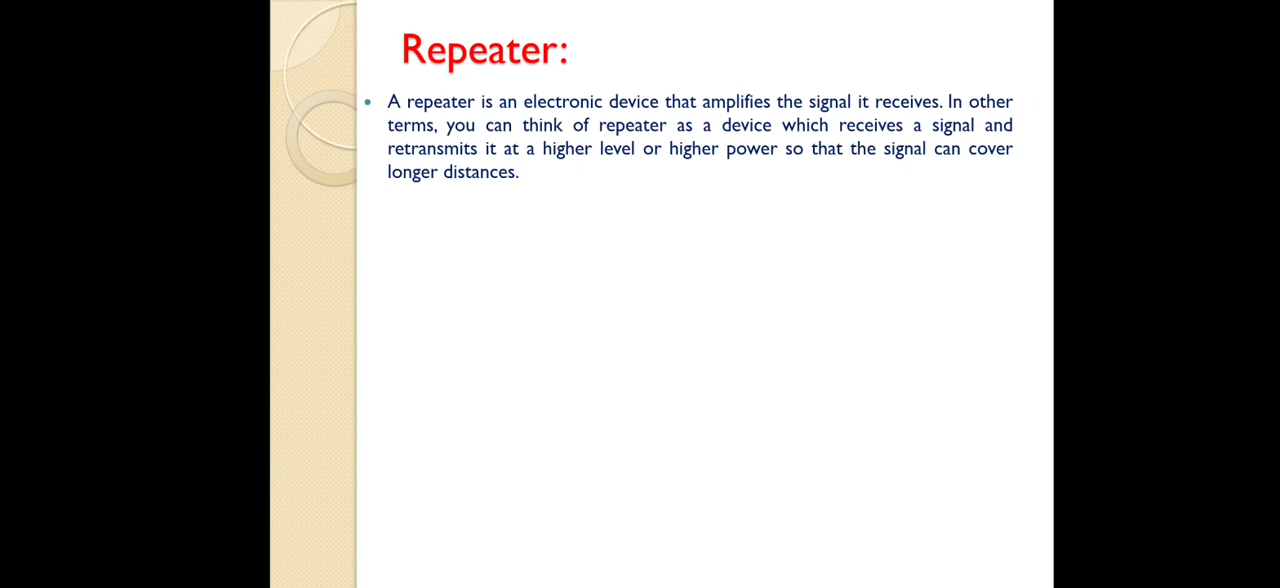 Repeater:
• A repeater is an electronic device that amplifies the signal it receives. In other
terms, you can think of repeater as a device which receives a signal and
retransmits it at a higher level or higher power so that the signal can cover
longer distances.